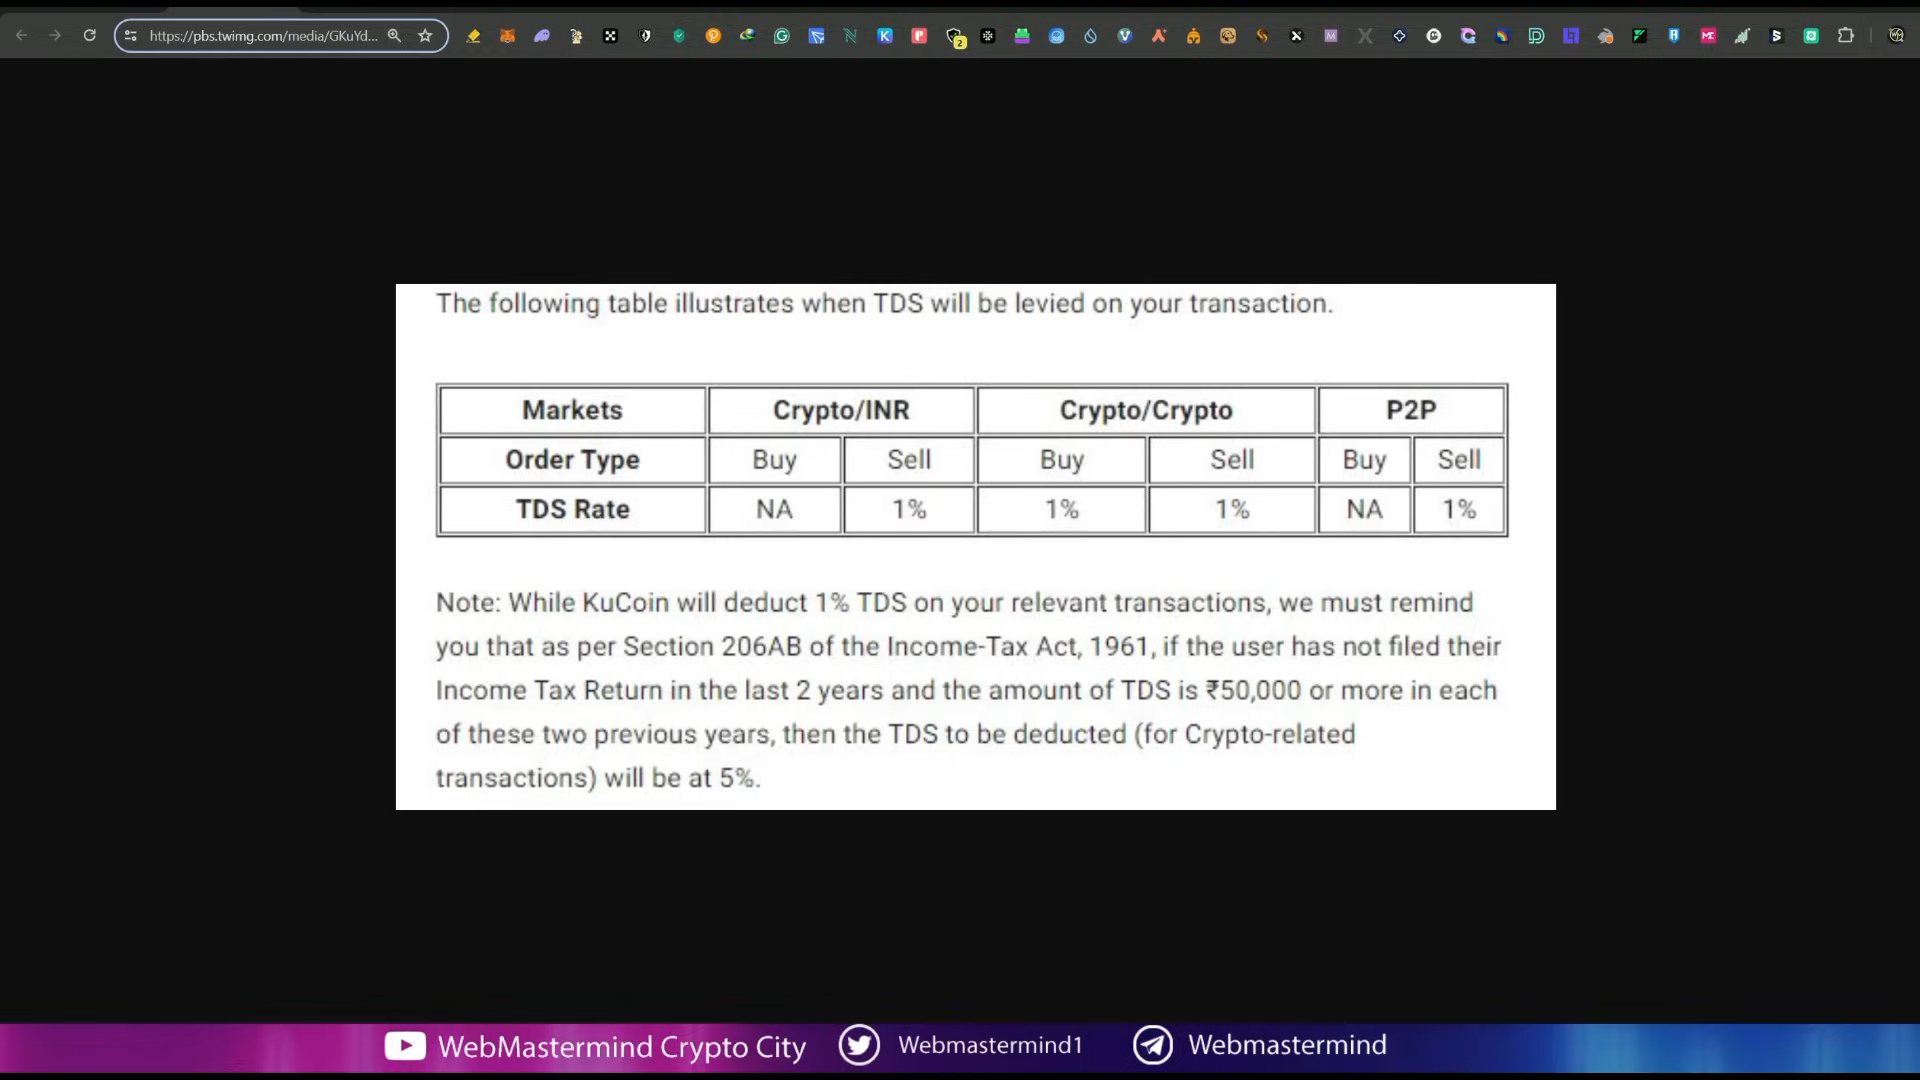 https://pbs.twimg.com/media/GKuYd...
2
The following table illustrates when TDS will be levied on your transaction.
Markets Crypto/INR Crypto/Crypto P2P
Order Type Buy Sell Buy Sell Buy Sell
TDS Rate NA 1% 1% 1% NA 1%
Note: While KuCoin will deduct 1% TDS on your relevant transactions, we must remind
you that as per Section 206AB of the Income-Tax Act, 1961, if the user has not filed their
Income Tax Return in the last 2 years and the amount of TDS is ₹50,000 or more in each
of these two previous years, then the TDS to be deducted (for Crypto-related
transactions) will be at 5%.
WebMastermind Crypto City Webmastermind1 Webmastermind